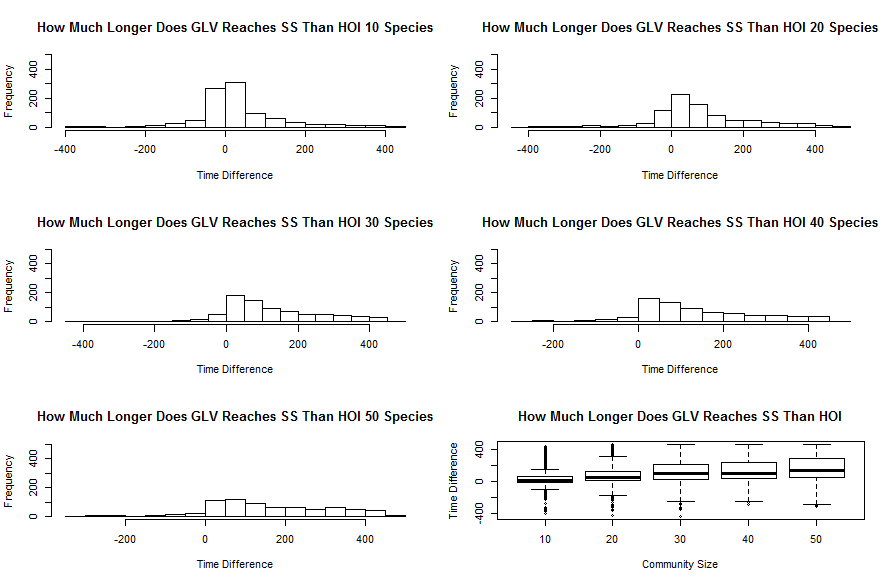 How Much Longer Does GLV Reaches SS Than HOI 10 Species
Frequency
0 200 400
-400 -200 0 200 400
Time Difference
How Much Longer Does GLV Reaches SS Than HOI 20 Species
Frequency
0 200 400
-400 -200 0 200 400
Time Difference
How Much Longer Does GLV Reaches SS Than HOI 30 Species
Frequency
0 200 400
-400 -200 0 200 400
Time Difference
How Much Longer Does GLV Reaches SS Than HOI 40 Species
Frequency
0 200 400
-200 0 200 400
Time Difference
How Much Longer Does GLV Reaches SS Than HOI 50 Species
Frequency
0 200 400
-200 0 200 400
Time Difference
How Much Longer Does GLV Reaches SS Than HOI
Time Difference
-400 0 400
10 20 30 40 50
Community Size